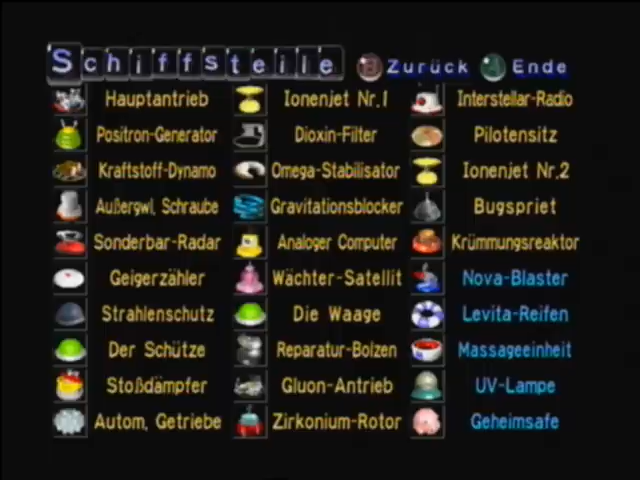 Schiffsteile B Zurück A Ende
Hauptantrieb Ionenjet Nr.1 Interstellar-Radio
Positron-Generator Dioxin-Filter Pilotensitz
Kraftstoff-Dynamo Omega-Stabilisator Ionenjet Nr.2
Außergwl. Schraube Gravitationsblocker Bugspriet
Sonderbar-Radar Analoger Computer Krümmungsreaktor
Geigerzähler Wächter-Satellit Nova-Blaster
Strahlenschutz Die Waage Levita-Reifen
Der Schütze Reparatur-Bolzen Massageeinheit
Stoßdämpfer Gluon-Antrieb UV-Lampe
Autom. Getriebe Zirkonium-Rotor Geheimsafe